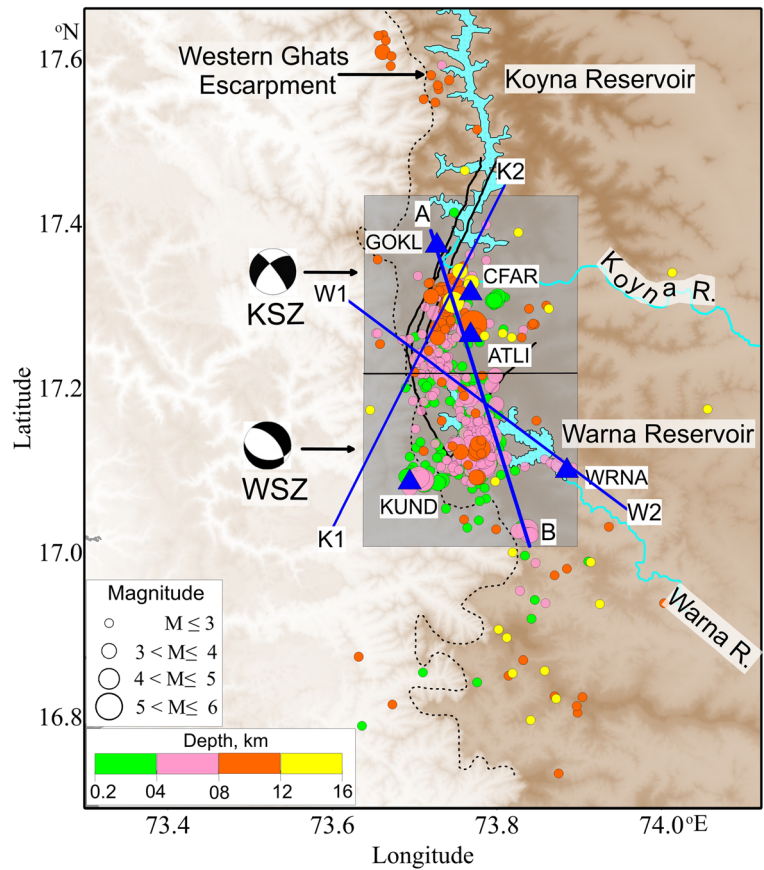 oN
17.6
17.4
17.2
17.0
16.8
Latitude
Western Ghats
Escarpment
Koyna Reservoir
K2
A
GOKL
CFAR
Koyna R.
KSZ
W1
ATLI
Warna Reservoir
WSZ
WRNA
KUND
W2
K1
B
Warna R.
Magnitude
M ≤ 3
3 < M≤ 4
4 < M≤ 5
5 < M≤ 6
Depth, km
0.2 04 08 12 16
73.4 73.6 73.8 74.0oE
Longitude